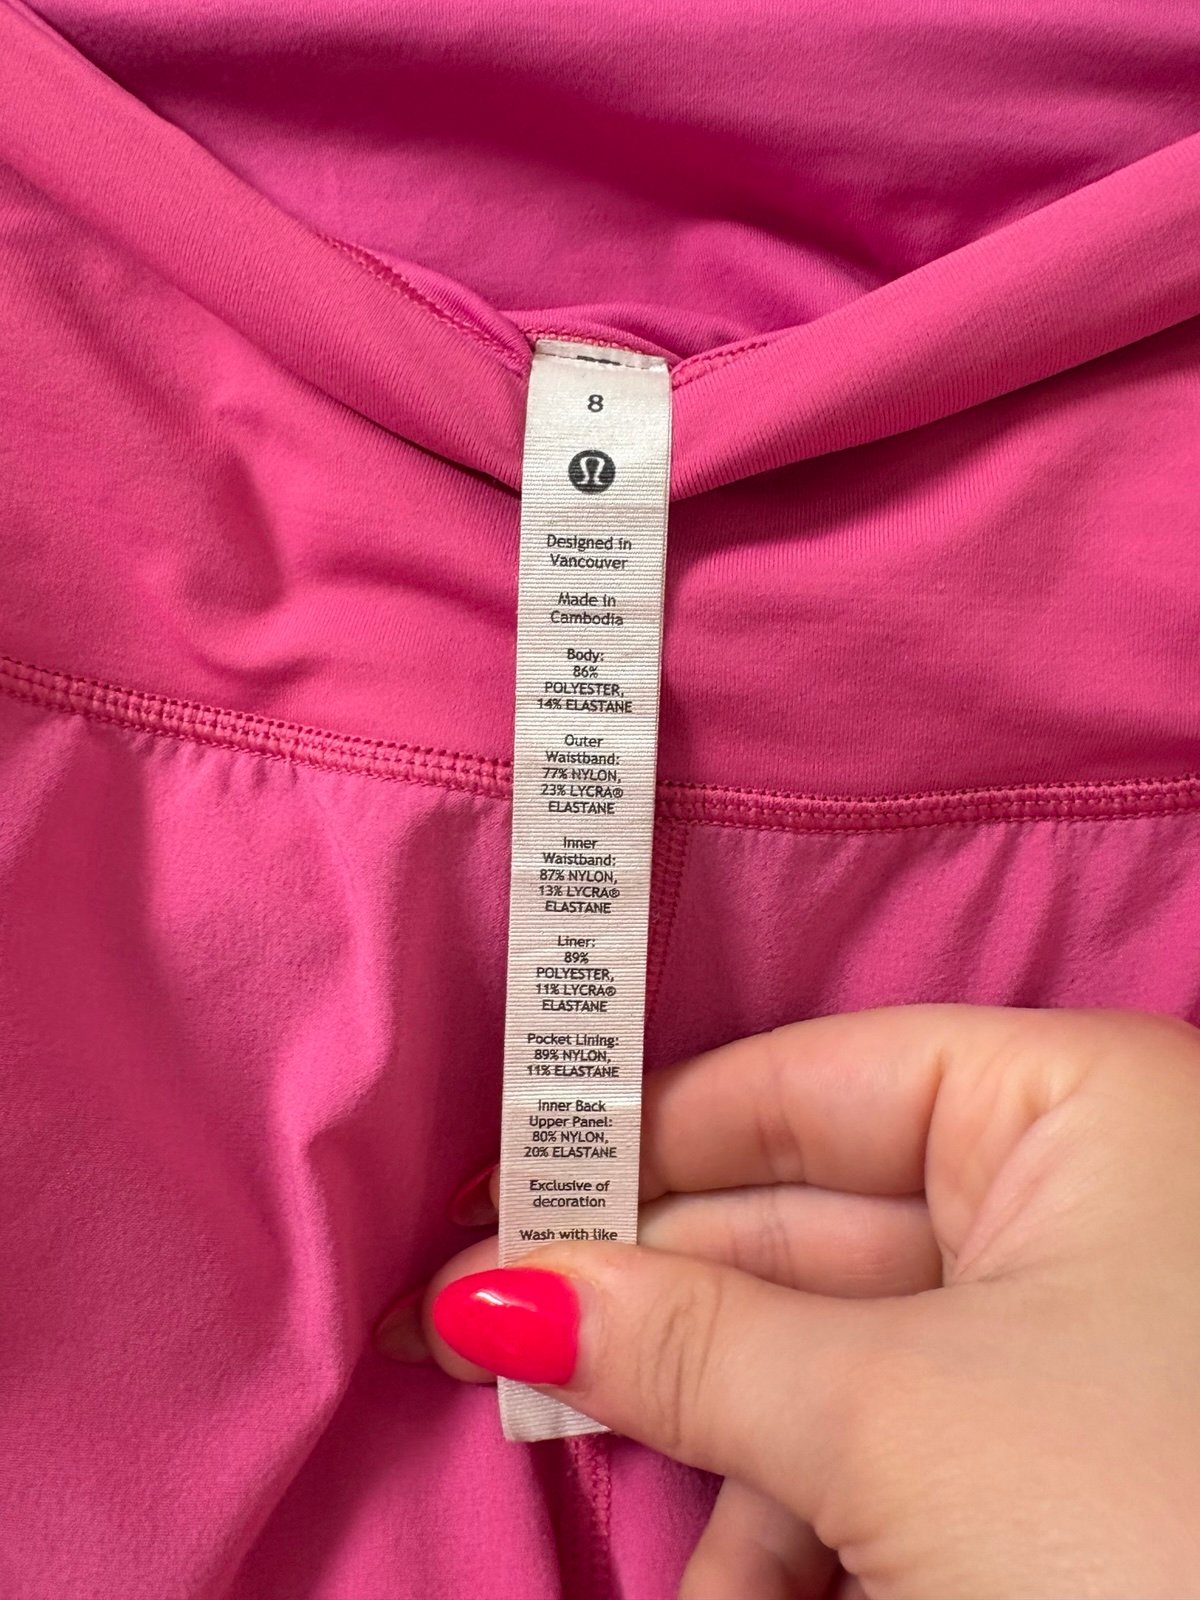 8
Designed in
Vancouver
Made in
Cambodia
Body:
86%
POLYESTER,
14% ELASTANE
Outer
Waistband:
77% NYLON,
23% LYCRA®
ELASTANE
Inner
Waistband:
87% NYLON,
13% LYCRA®
ELASTANE
Liner:
89%
POLYESTER,
11% LYCRA®
ELASTANE
Pocket Lining:
89% NYLON,
11% ELASTANE
Inner Back
Upper Panel:
80% NYLON,
20% ELASTANE
Exclusive of
decoration
Wash with like